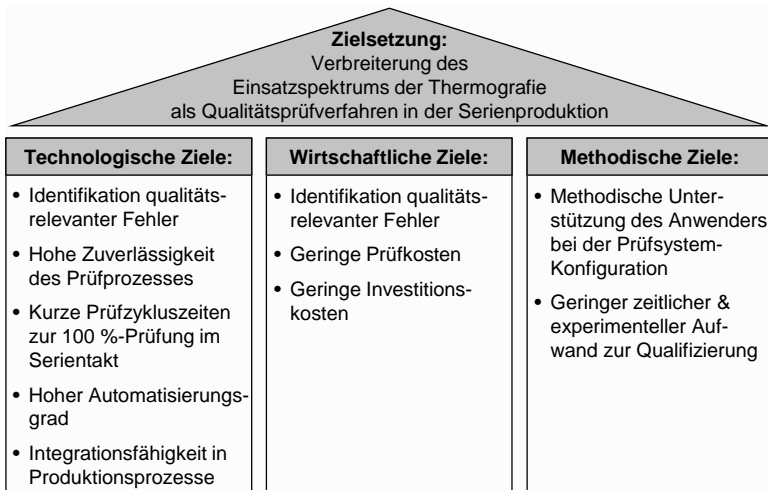 Zielsetzung:
Verbreiterung des
Einsatzspektrums der Thermografie
als Qualitätsprüfverfahren in der Serienproduktion
Technologische Ziele:
• Identifikation qualitäts-
relevanter Fehler
• Hohe Zuverlässigkeit
des Prüfprozesses
• Kurze Prüfzykluszeiten
zur 100 %-Prüfung im
Serientakt
• Hoher Automatisierungs-
grad
• Integrationsfähigkeit in
Produktionsprozesse
Wirtschaftliche Ziele:
• Identifikation qualitäts-
relevanter Fehler
• Geringe Prüfkosten
• Geringe Investitions-
kosten
Methodische Ziele:
• Methodische Unter-
stützung des Anwenders
bei der Prüfsystem-
Konfiguration
• Geringer zeitlicher &
experimenteller Auf-
wand zur Qualifizierung